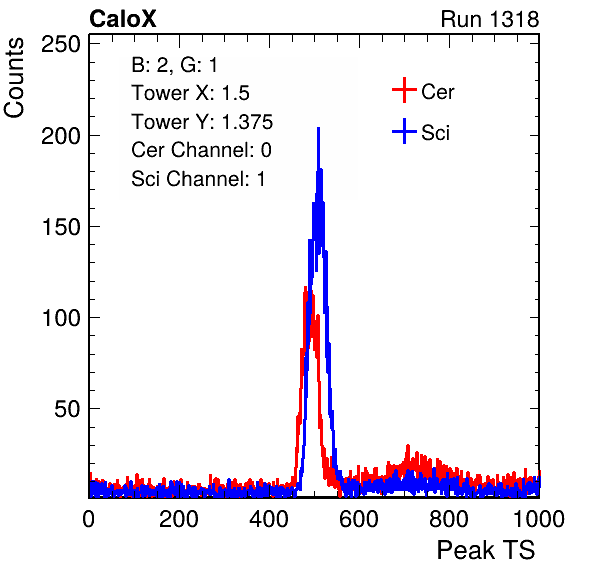 CaloX
Run 1318
Counts
B: 2, G: 1
Tower X: 1.5
Tower Y: 1.375
Cer Channel: 0
Sci Channel: 1
Cer
Sci
250
200
150
100
50
0 200 400 600 800 1000
Peak TS